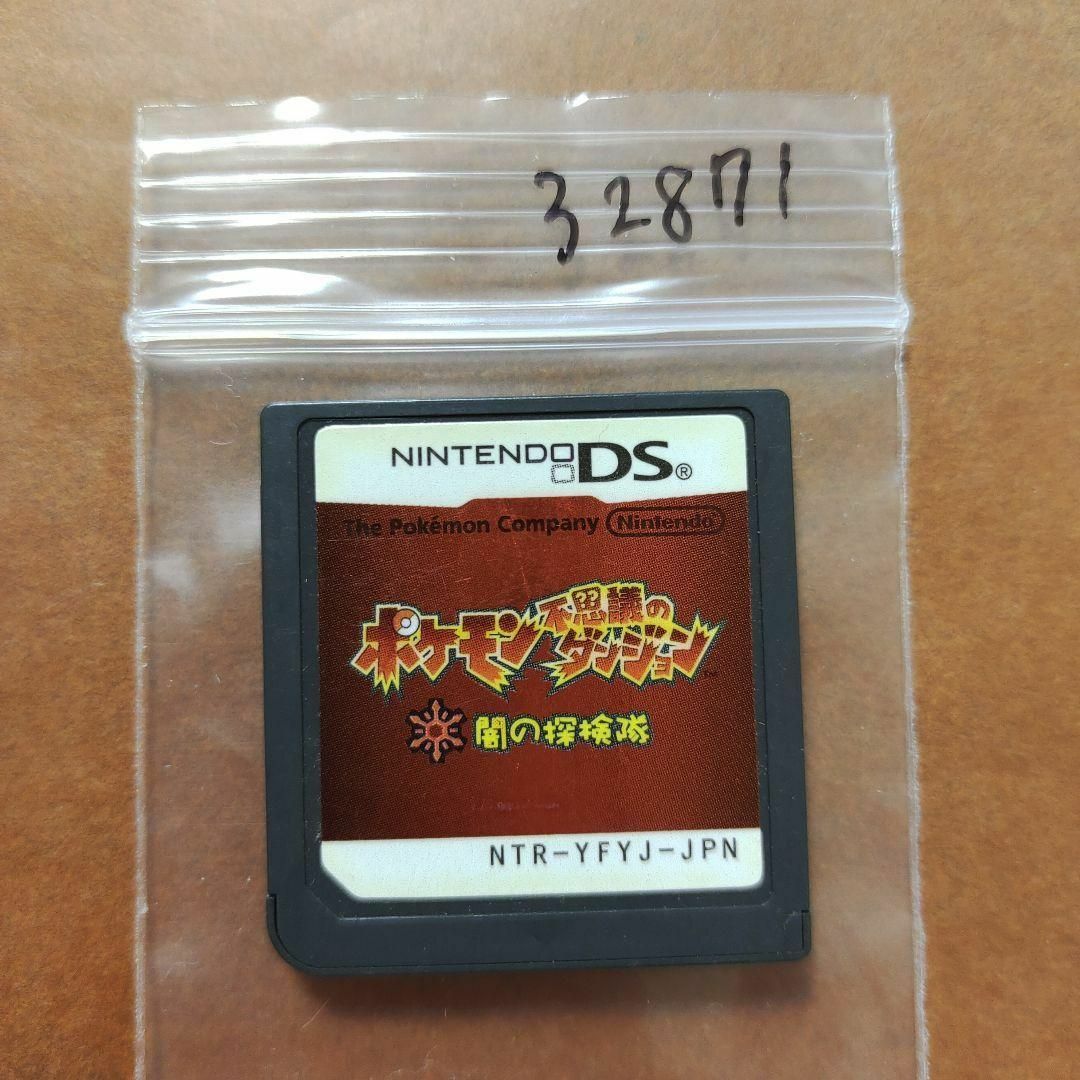 32871
NINTENDO DS®
The Pokémon Company Nintendo
ポケモン不思議のダンジョン
闇の探検隊
NTR-YFYJ-JPN